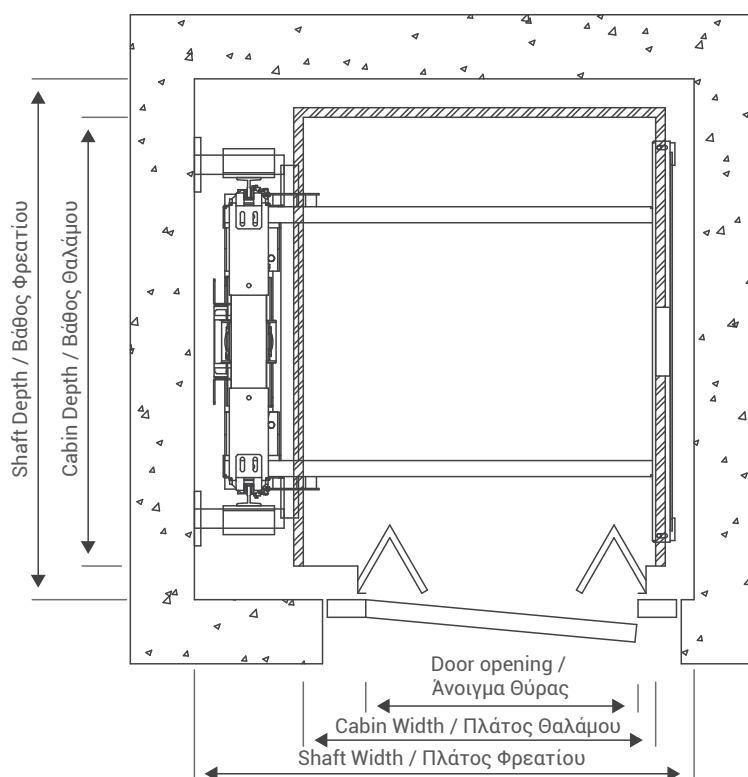 Shaft Depth / Βάθος Φρεατίου
Cabin Depth / Βάθος Θαλάμου
Door opening /
Άνοιγμα Θύρας
Cabin Width / Πλάτος Θαλάμου
Shaft Width / Πλάτος Φρεατίου